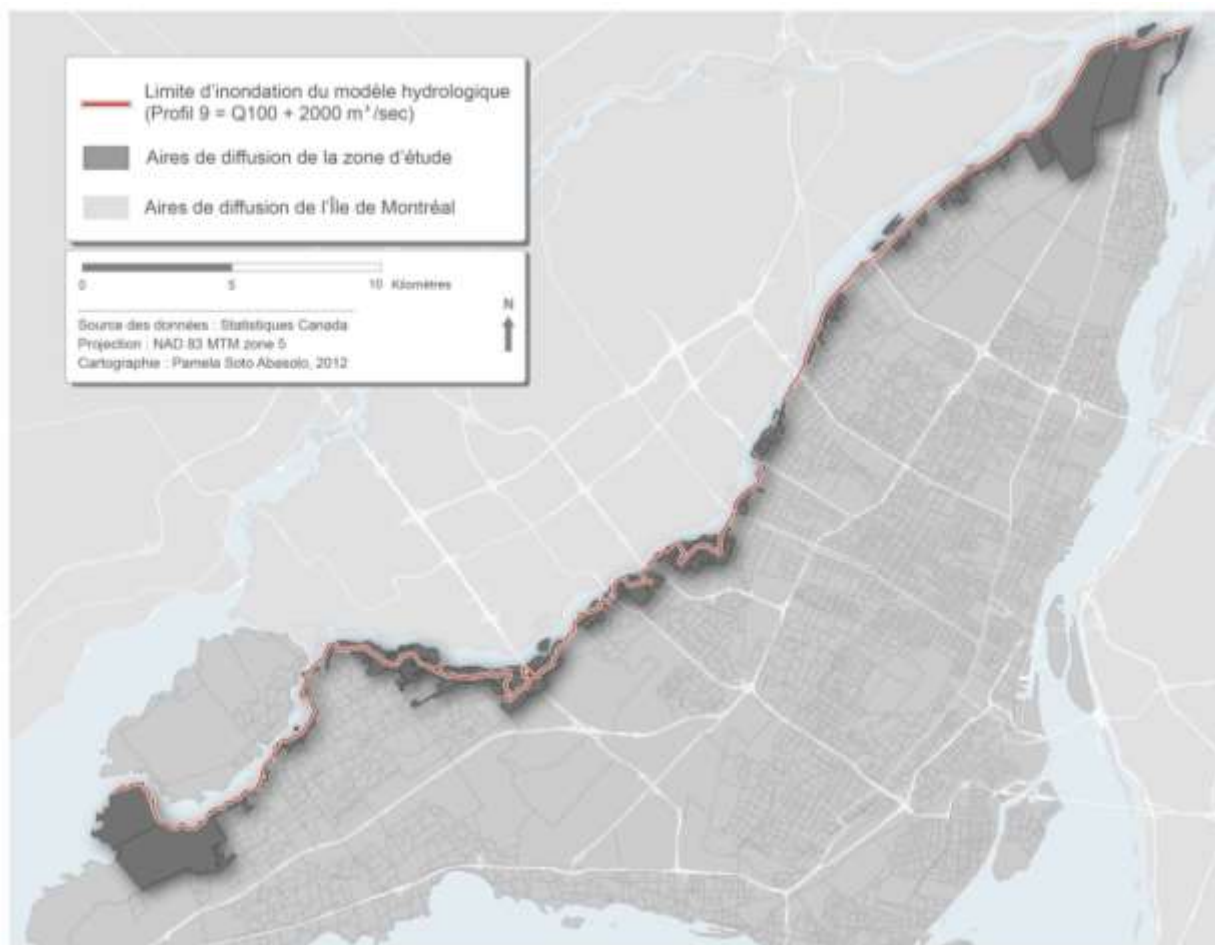 Limite d'inondation du modèle hydrologique
(Profil 9 = Q100 + 2000 m³/sec)
Aires de diffusion de la zone d'étude
Aires de diffusion de l'Île de Montréal
0 5 10 Kilomètres
N
Source des données : Statistiques Canada
Projection : NAD 83 MTM zone 5
Cartographie : Pamela Soto Abasolo, 2012